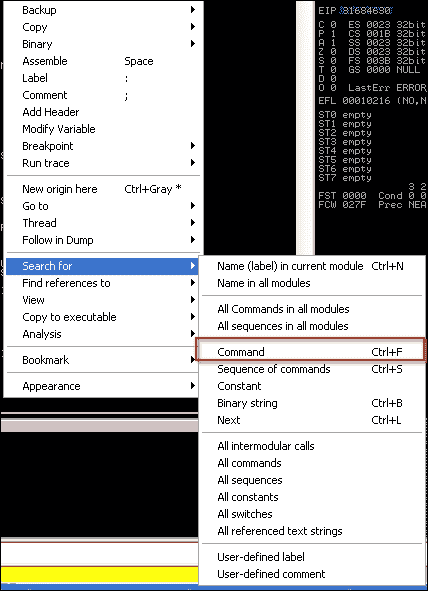 Backup
Copy
Binary
Assemble Space
Label :
Comment ;
Add Header
Modify Variable
Breakpoint
Run trace
New origin here Ctrl+Gray *
Go to
Thread
Follow in Dump
Search for
Find references to
View
Copy to executable
Analysis
Bookmark
Appearance
Name (label) in current module Ctrl+N
Name in all modules
All Commands in all modules
All sequences in all modules
Command Ctrl+F
Sequence of commands Ctrl+S
Constant
Binary string Ctrl+B
Next Ctrl+L
All intermodular calls
All commands
All sequences
All constants
All switches
All referenced text strings
User-defined label
User-defined comment
EIP 31684630
C 0 ES 0023 32bit
P 1 CS 001B 32bit
A 1 SS 0023 32bit
Z 0 DS 0023 32bit
S 0 FS 003B 32bit
T 0 GS 0000 NULL
D 0
O 0 LastErr ERROR_
EFL 00010216 (NO,N
ST0 empty
ST1 empty
ST2 empty
ST3 empty
ST4 empty
ST5 empty
ST6 empty
ST7 empty
3 2
FST 0000 Cond 0 0
FCW 027F Prec NEA